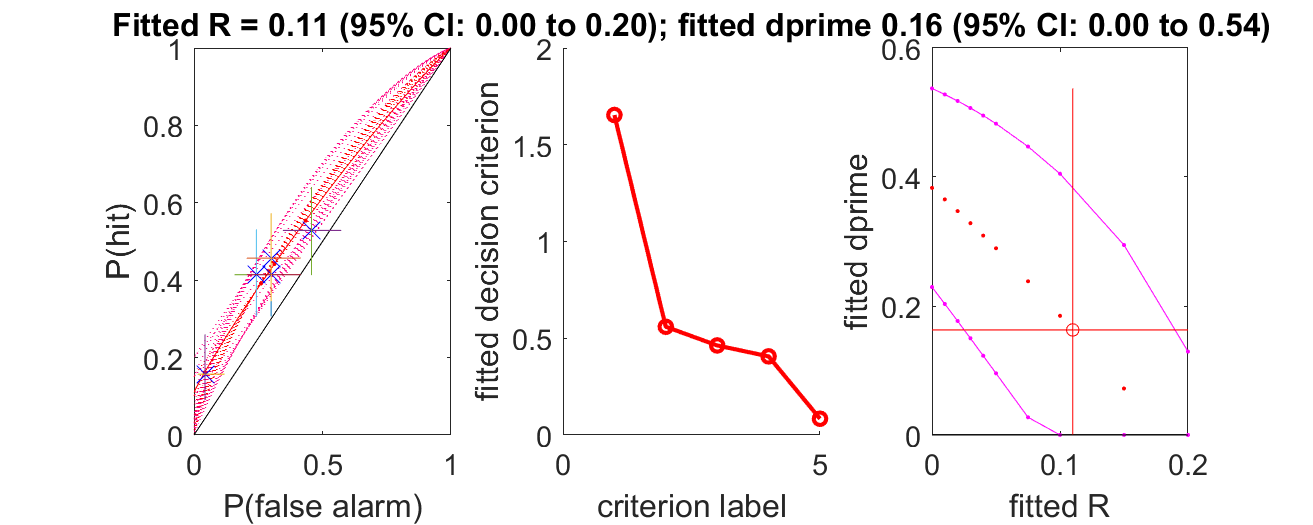 Fitted R = 0.11 (95% CI: 0.00 to 0.20); fitted dprime 0.16 (95% CI: 0.00 to 0.54)
P(hit)
1
0.8
0.6
0.4
0.2
0
0 0.5 1
P(false alarm)
fitted decision criterion
2
1.5
1
0.5
0
0 5
criterion label
fitted dprime
0.6
0.4
0.2
0
0 0.1 0.2
fitted R